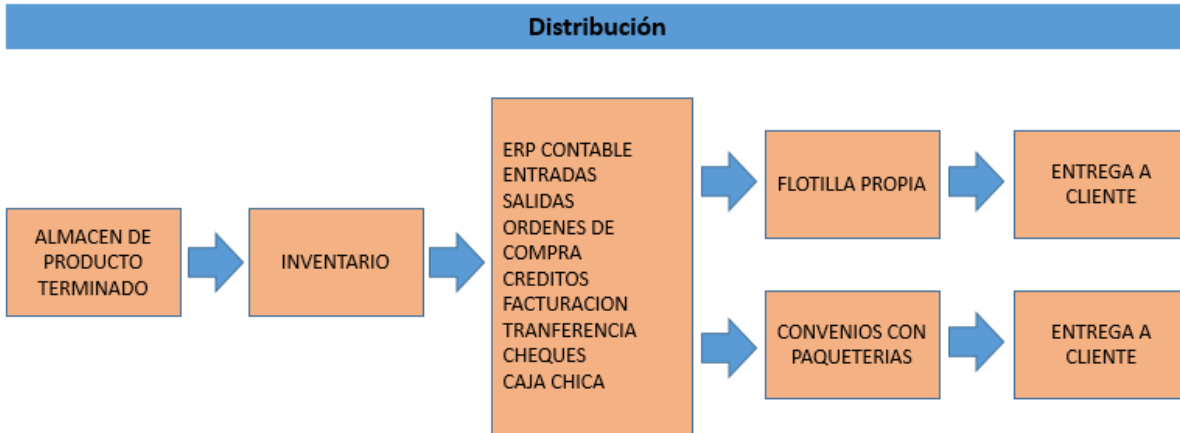 Distribución
ALMACEN DE
PRODUCTO
TERMINADO
INVENTARIO
ERP CONTABLE
ENTRADAS
SALIDAS
ORDENES DE
COMPRA
CREDITOS
FACTURACION
TRANFERENCIA
CHEQUES
CAJA CHICA
FLOTILLA PROPIA
ENTREGA A
CLIENTE
CONVENIOS CON
PAQUETERIAS
ENTREGA A
CLIENTE